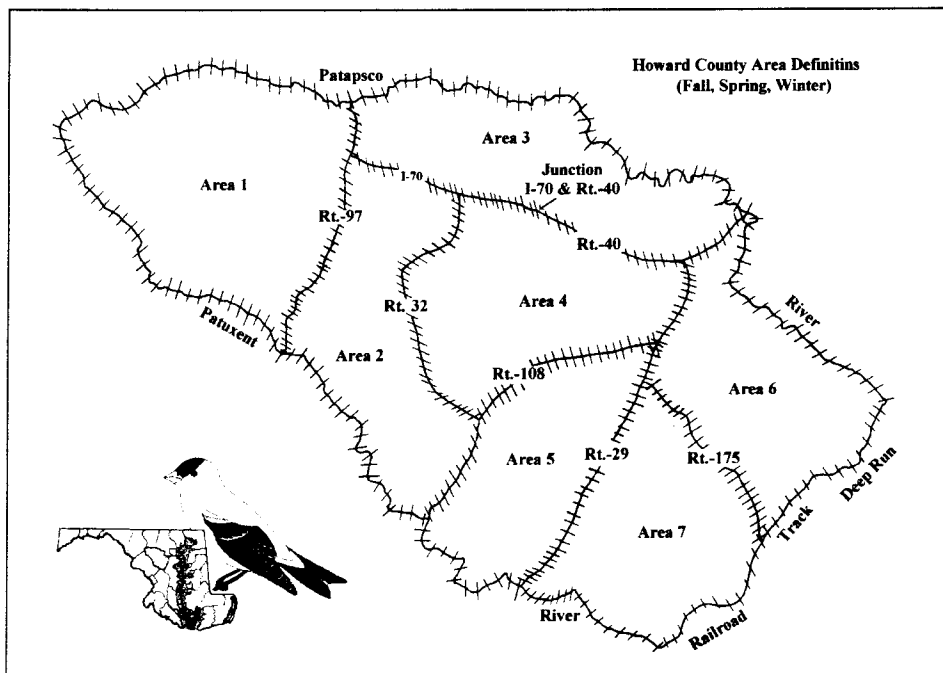 Howard County Area Definitins
(Fall, Spring, Winter)
Patapsco
Area 3
Junction
I-70 & Rt.-40
I-70
Area 1
Rt.-97
Rt.-40
Rt. 32
Area 4
River
Patuxent
Area 2
Rt.-108
Area 6
Area 5
Rt.-29
Rt.-175
Deep Run
Track
Area 7
River
Railroad